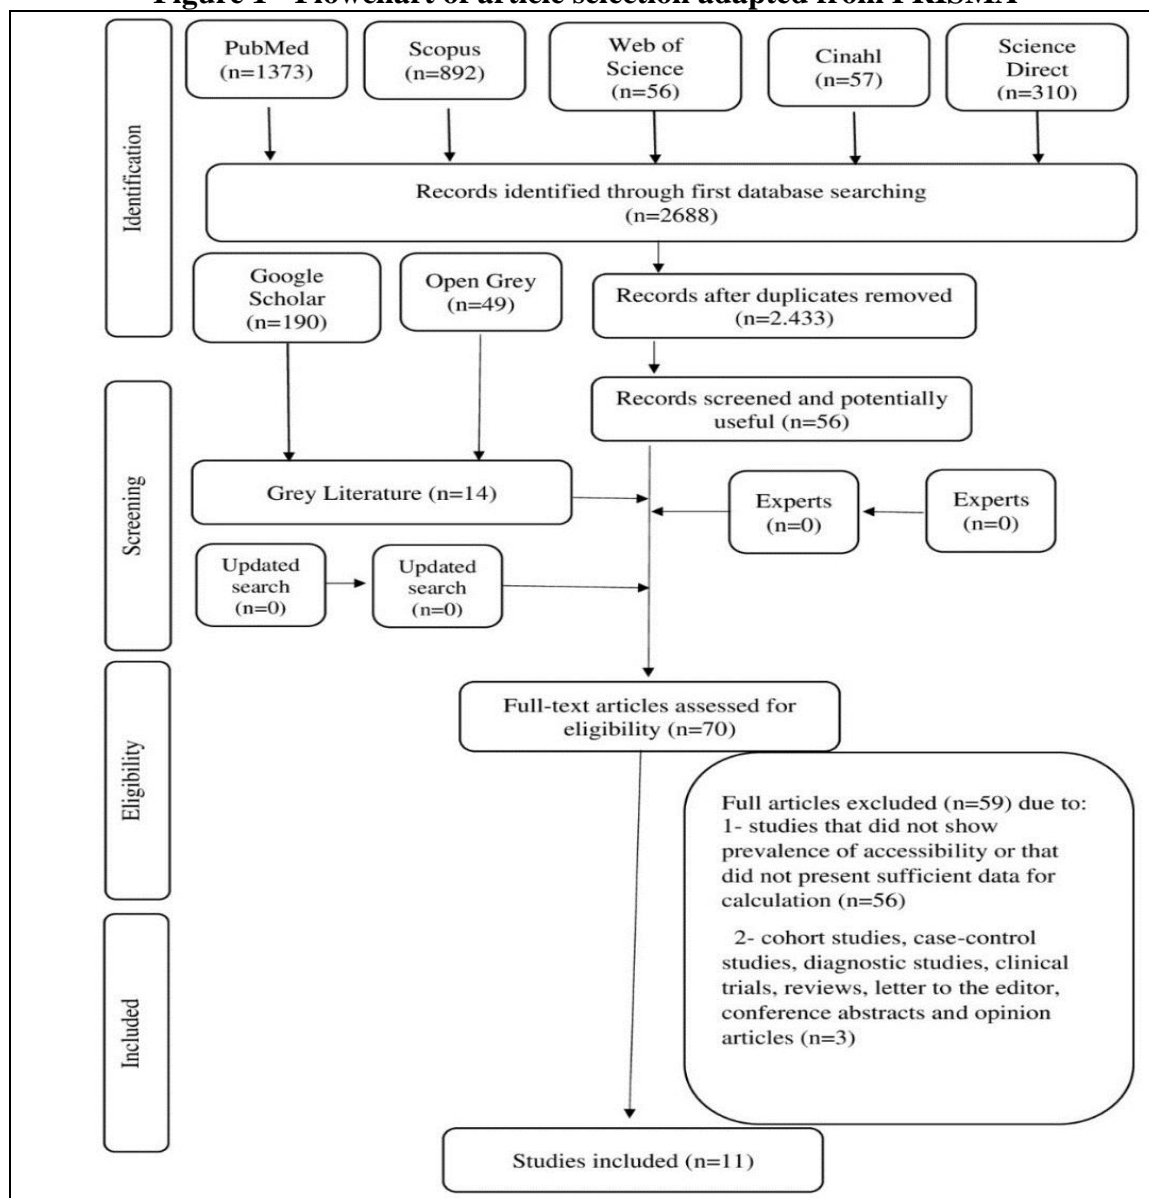 Figure 1 - Flowchart of article selection adapted from PRISMA
Identification
PubMed
(n=1373)
Scopus
(n=892)
Web of
Science
(n=56)
Cinahl
(n=57)
Science
Direct
(n=310)
Records identified through first database searching
(n=2688)
Google
Scholar
(n=190)
Open Grey
(n=49)
Records after duplicates removed
(n=2.433)
Screening
Records screened and potentially
useful (n=56)
Grey Literature (n=14)
Experts
(n=0)
Experts
(n=0)
Updated
search
(n=0)
Updated
search
(n=0)
Eligibility
Full-text articles assessed for
eligibility (n=70)
Full articles excluded (n=59) due to:
1- studies that did not show
prevalence of accessibility or that
did not present sufficient data for
calculation (n=56)
2- cohort studies, case-control
studies, diagnostic studies, clinical
trials, reviews, letter to the editor,
conference abstracts and opinion
articles (n=3)
Included
Studies included (n=11)